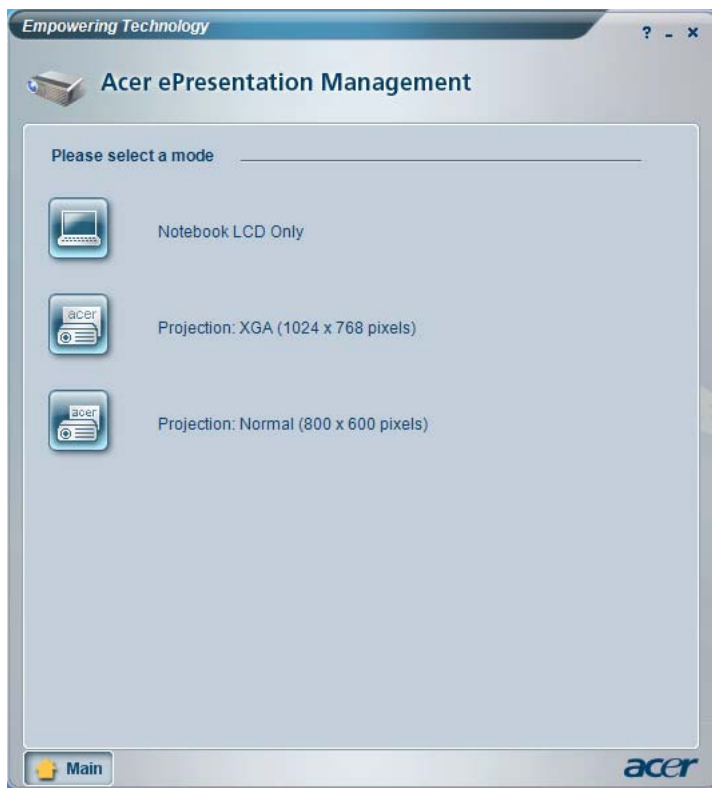 Empowering Technology
? - ×
Acer ePresentation Management
Please select a mode
Notebook LCD Only
acer
Projection: XGA (1024 x 768 pixels)
acer
Projection: Normal (800 x 600 pixels)
Main
acer